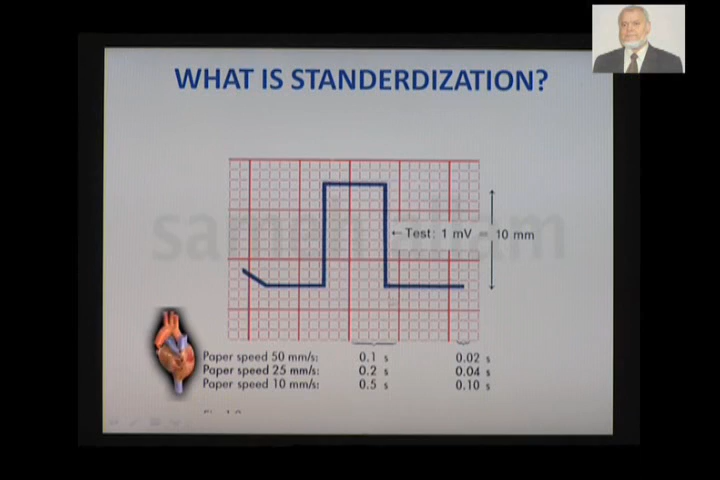 WHAT IS STANDERDIZATION?
←Test: 1 mV = 10 mm
Paper speed 50 mm/s: 0.1 s 0.02 s
Paper speed 25 mm/s: 0.2 s 0.04 s
Paper speed 10 mm/s: 0.5 s 0.10 s